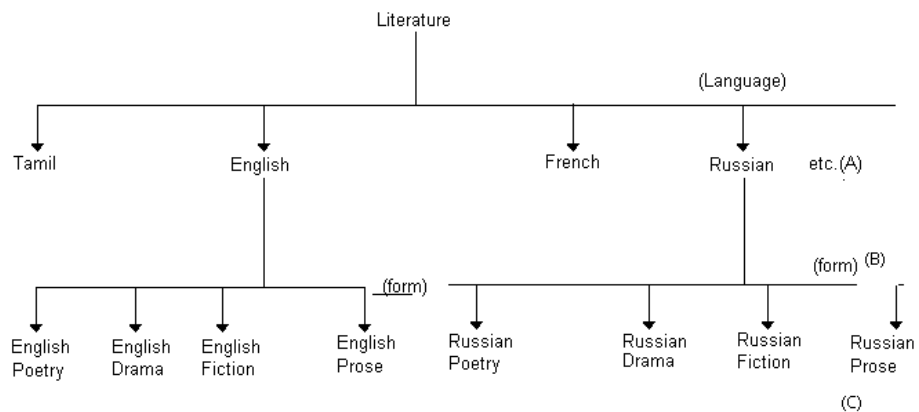 Literature
(Language)
Tamil English French Russian etc.(A)
(form) (form) (B)
English Poetry English Drama English Fiction English Prose Russian Poetry Russian Drama Russian Fiction Russian Prose
(C)